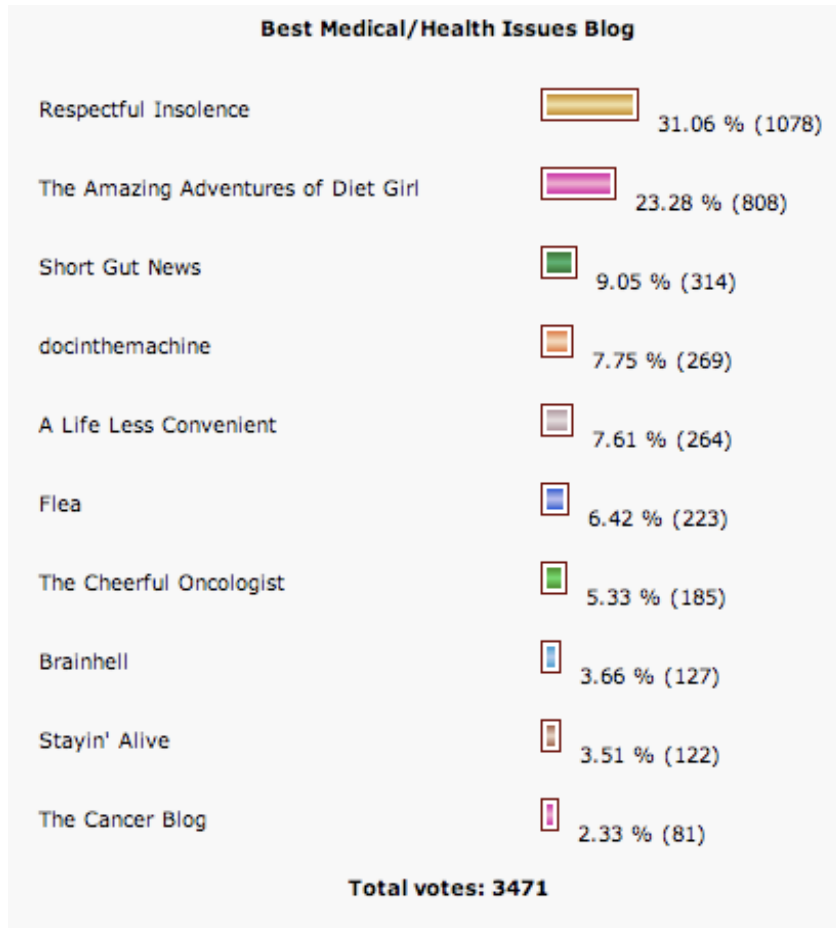 Best Medical/Health Issues Blog
Respectful Insolence
31.06 % (1078)
The Amazing Adventures of Diet Girl
23.28 % (808)
Short Gut News
9.05 % (314)
docinthemachine
7.75 % (269)
A Life Less Convenient
7.61 % (264)
Flea
6.42 % (223)
The Cheerful Oncologist
5.33 % (185)
Brainhell
3.66 % (127)
Stayin' Alive
3.51 % (122)
The Cancer Blog
2.33 % (81)
Total votes: 3471